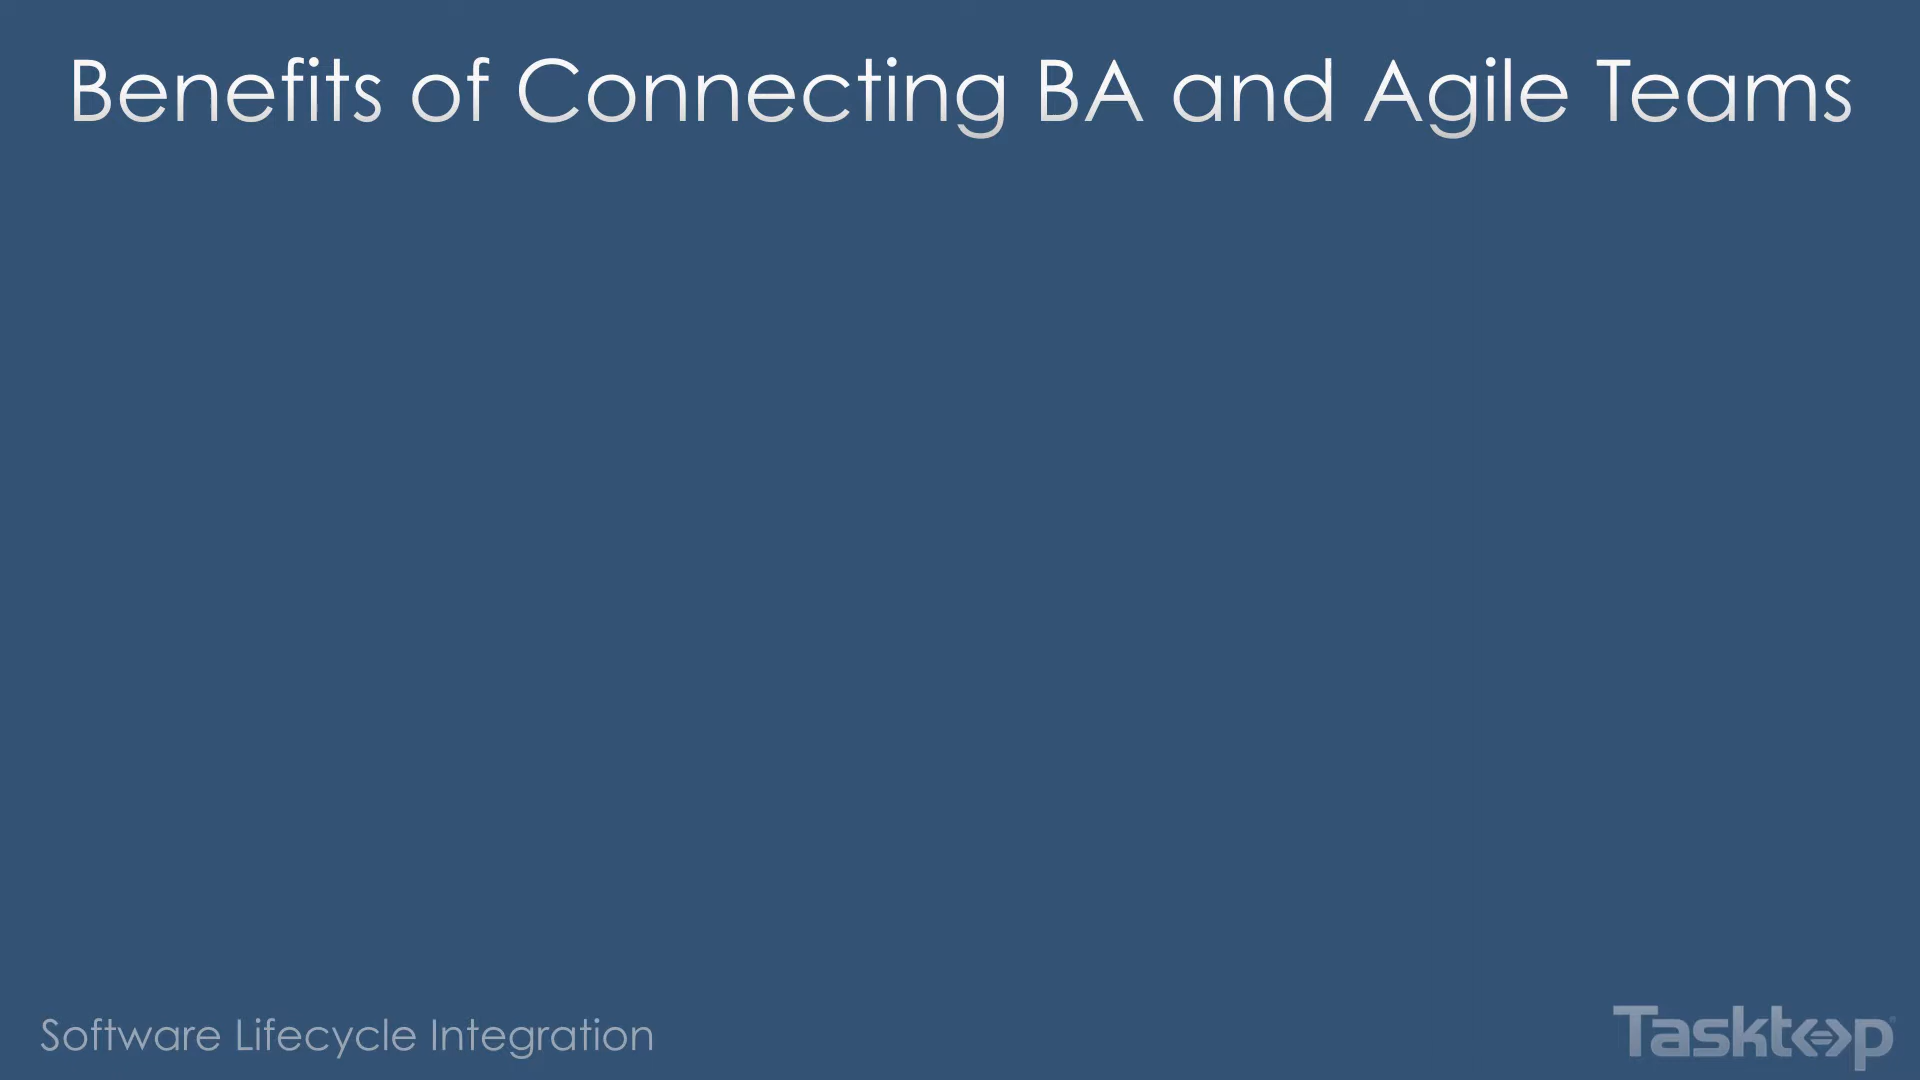 Benefits of Connecting BA and Agile Teams
Software Lifecycle Integration
Tasktop